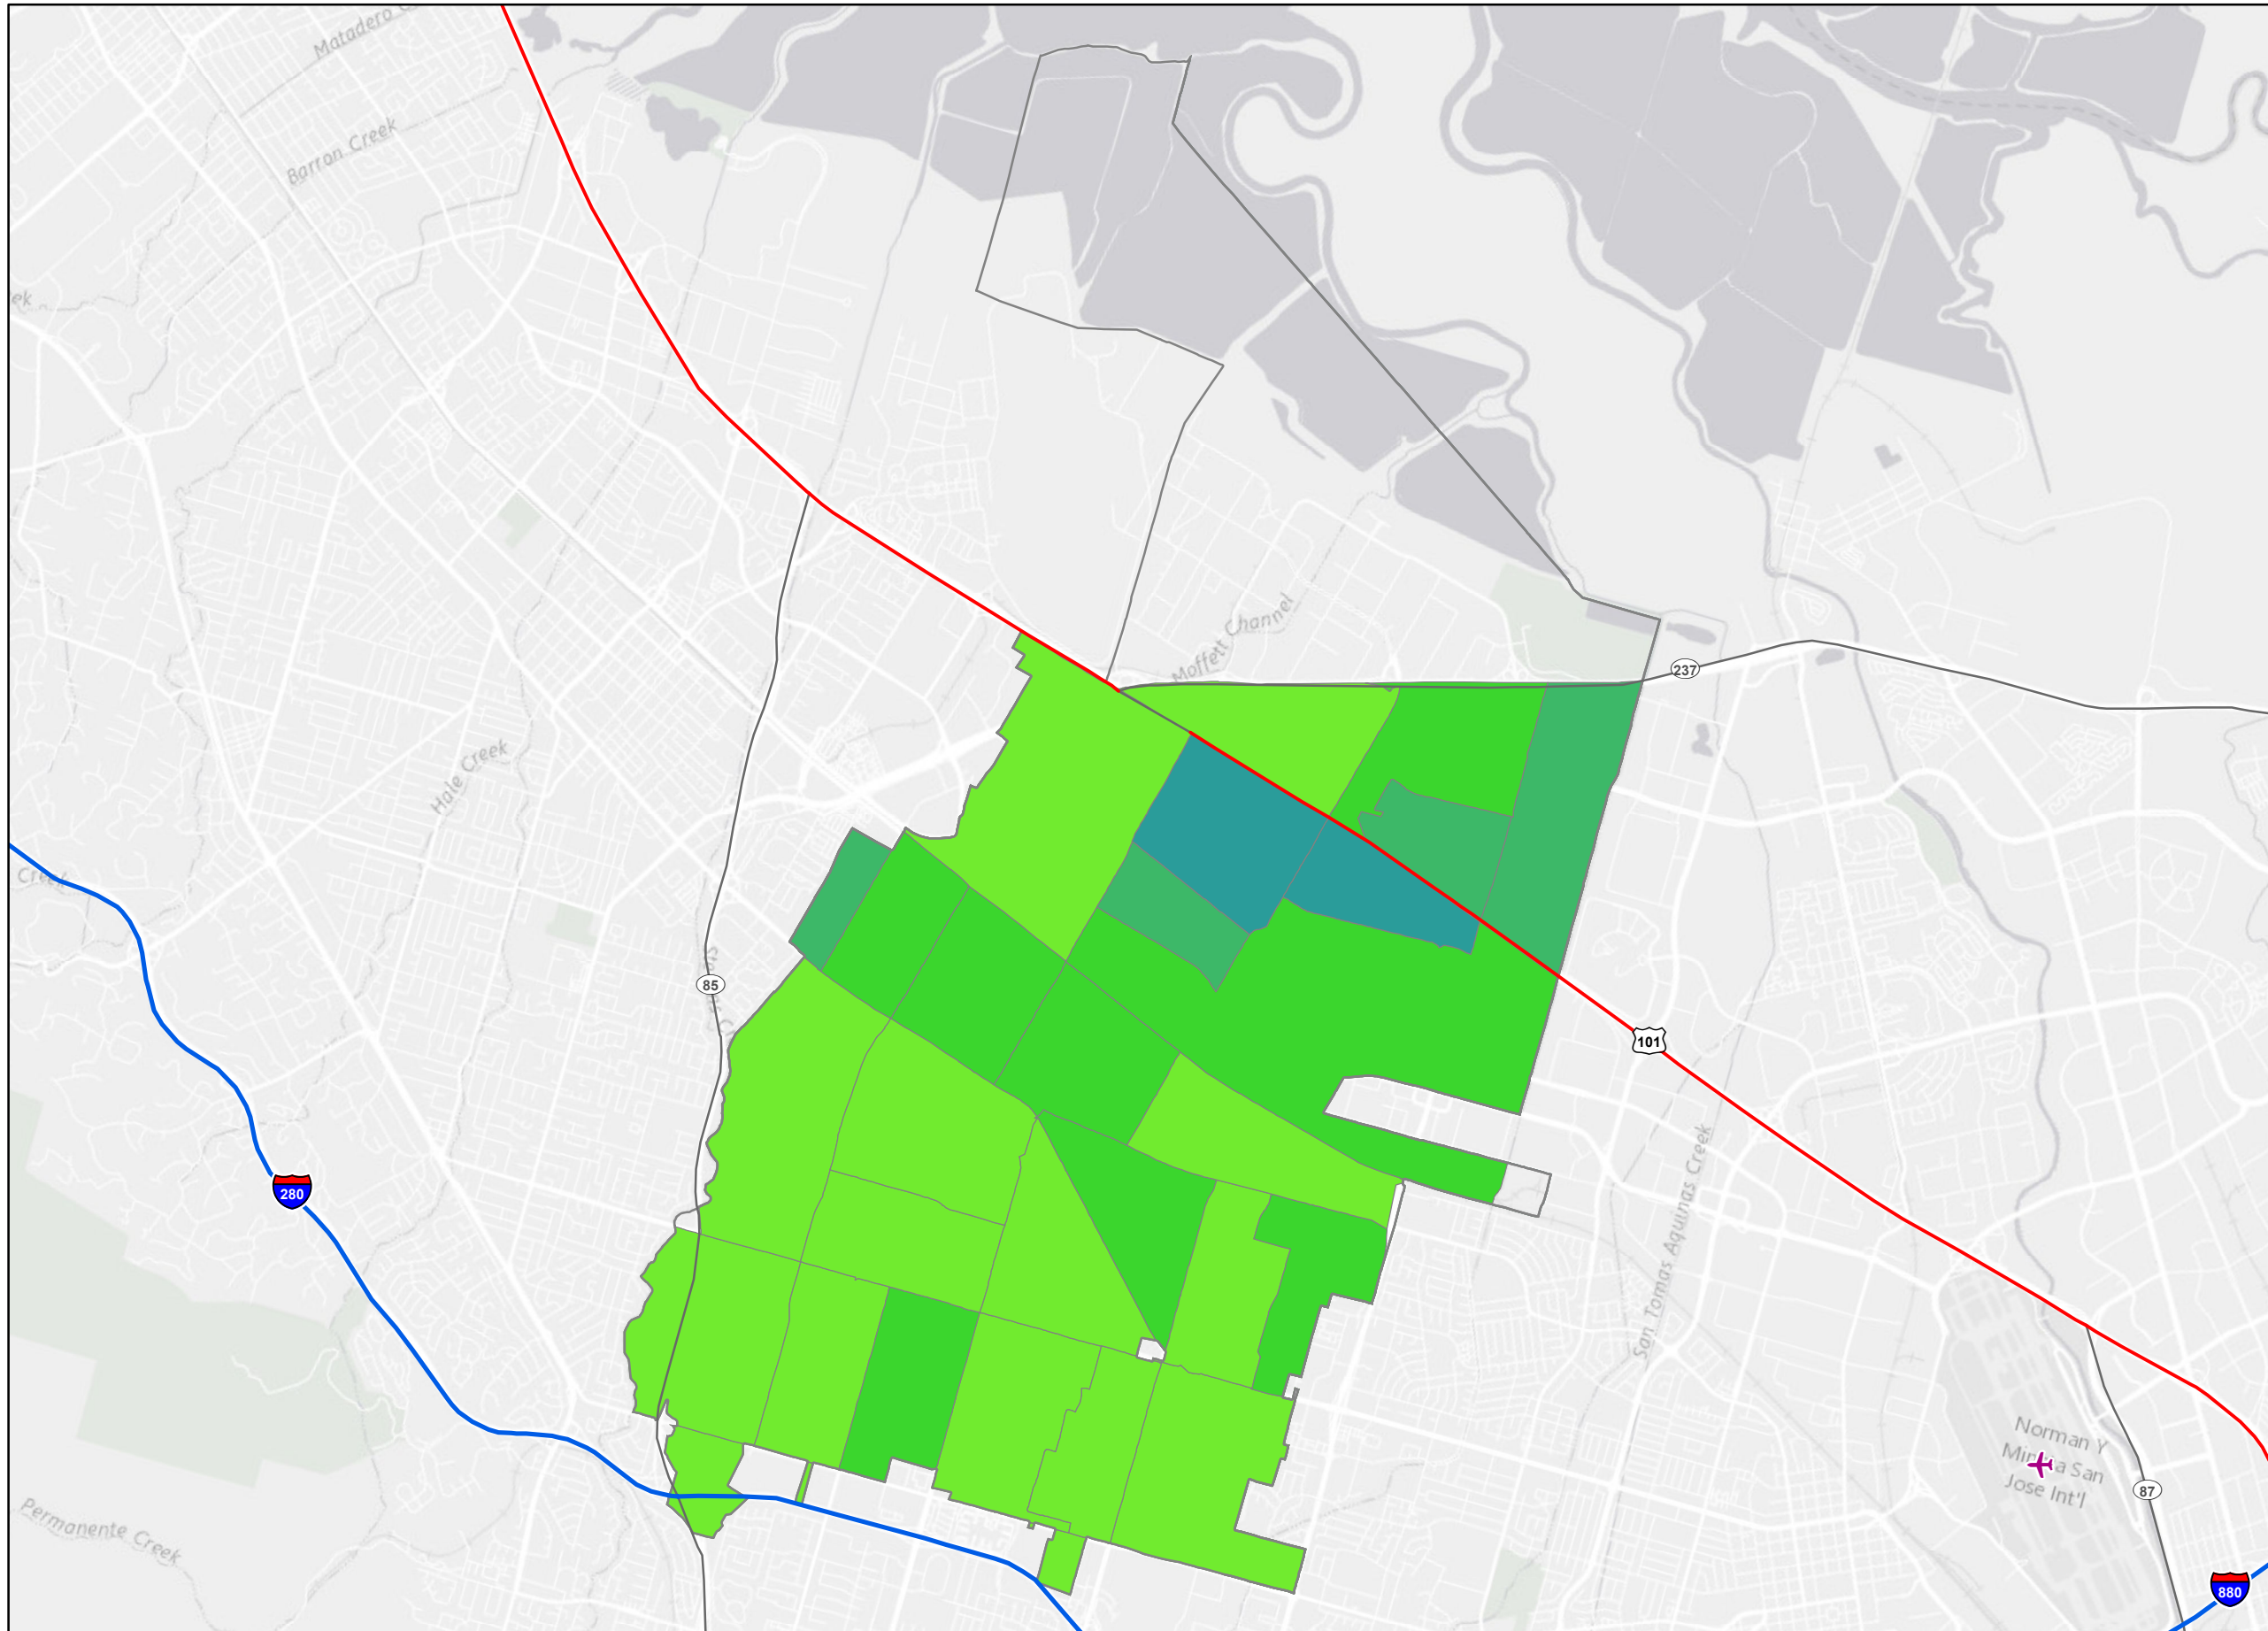 Matadero C
Barron Creek
ek
Moffett Channel
237
Hale Creek
Creek
85
101
280
San Tomas Aquinas Creek
Norman Y
Mineta San
Jose Int'l
87
Permanente Creek
880